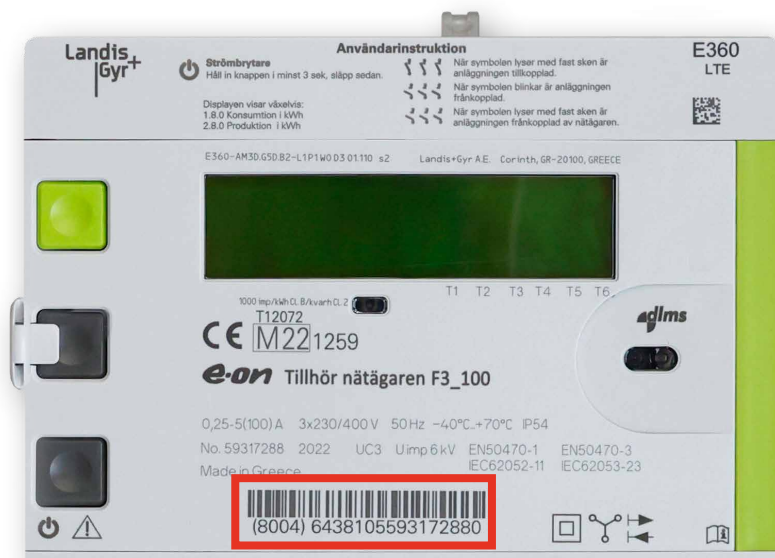 Landis+
Gyr
Användarinstruktion
E360
LTE
Strömbrytare
Håll in knappen i minst 3 sek, släpp sedan.
När symbolen lyser med fast sken är
anläggningen tillkopplad.
När symbolen blinkar är anläggningen
frånkopplad.
När symbolen lyser med fast sken är
anläggningen frånkopplad av nätägaren.
Displayen visar växelvis:
1.8.0 Konsumtion i kWh
2.8.0 Produktion i kWh
E360-AM3D.G5D.B2-L1P1W0D3 01.110 s2
Landis+Gyr A.E. Corinth, GR-20100, GREECE
T1 T2 T3 T4 T5 T6
1000 imp/kWh Cl. B/kvarh Cl. 2
T12072
CE M22 1259
dlms
e·on Tillhör nätägaren F3_100
0,25-5(100) A 3x230/400 V 50 Hz -40°C..+70°C IP54
No. 59317288 2022 UC3 Uimp 6 kV EN50470-1 EN50470-3
Made in Greece IEC62052-11 IEC62053-23
(8004) 6438105593172880